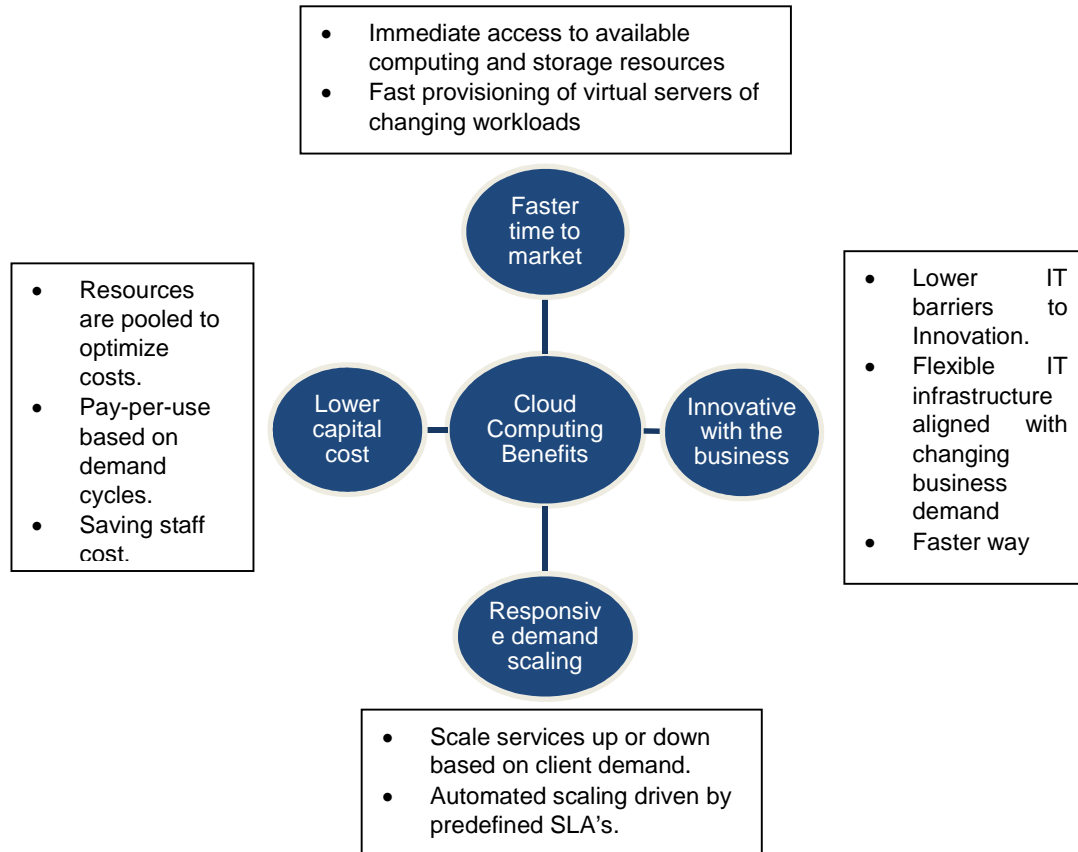 • Immediate access to available
computing and storage resources
• Fast provisioning of virtual servers of
changing workloads
Faster
time to
market
• Resources
are pooled to
optimize
costs.
• Pay-per-use
based on
demand
cycles.
• Saving staff
cost.
Lower
capital
cost
Cloud
Computing
Benefits
Innovative
with the
business
• Lower IT
barriers to
Innovation.
• Flexible IT
infrastructure
aligned with
changing
business
demand
• Faster way
Responsiv
e demand
scaling
• Scale services up or down
based on client demand.
• Automated scaling driven by
predefined SLA's.